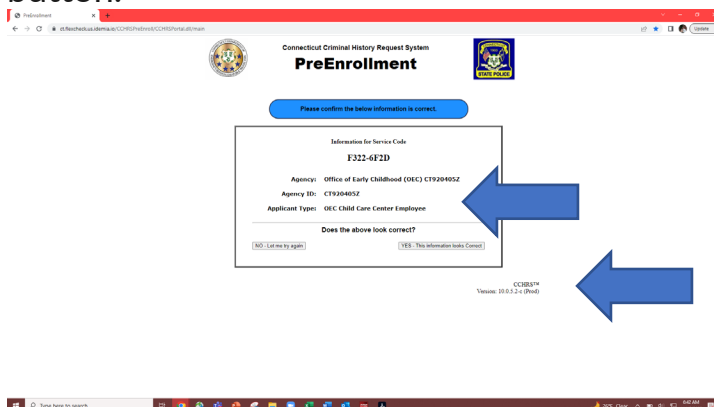 button.
PreEnrollment
ct.flexcheck.us.idemia.io/CCHRSPreEnroll/CCHRSPortal.dll/main
Update
Connecticut Criminal History Request System
PreEnrollment
STATE POLICE
Please confirm the below information is correct.
Information for Service Code
F322-6F2D
Agency: Office of Early Childhood (OEC) CT920405Z
Agency ID: CT920405Z
Applicant Type: OEC Child Care Center Employee
Does the above look correct?
NO - Let me try again
YES - This information looks Correct
CCHRS™
Version: 10.0.5.2-c (Prod)
Type here to search
26°F Clear
6:42 AM